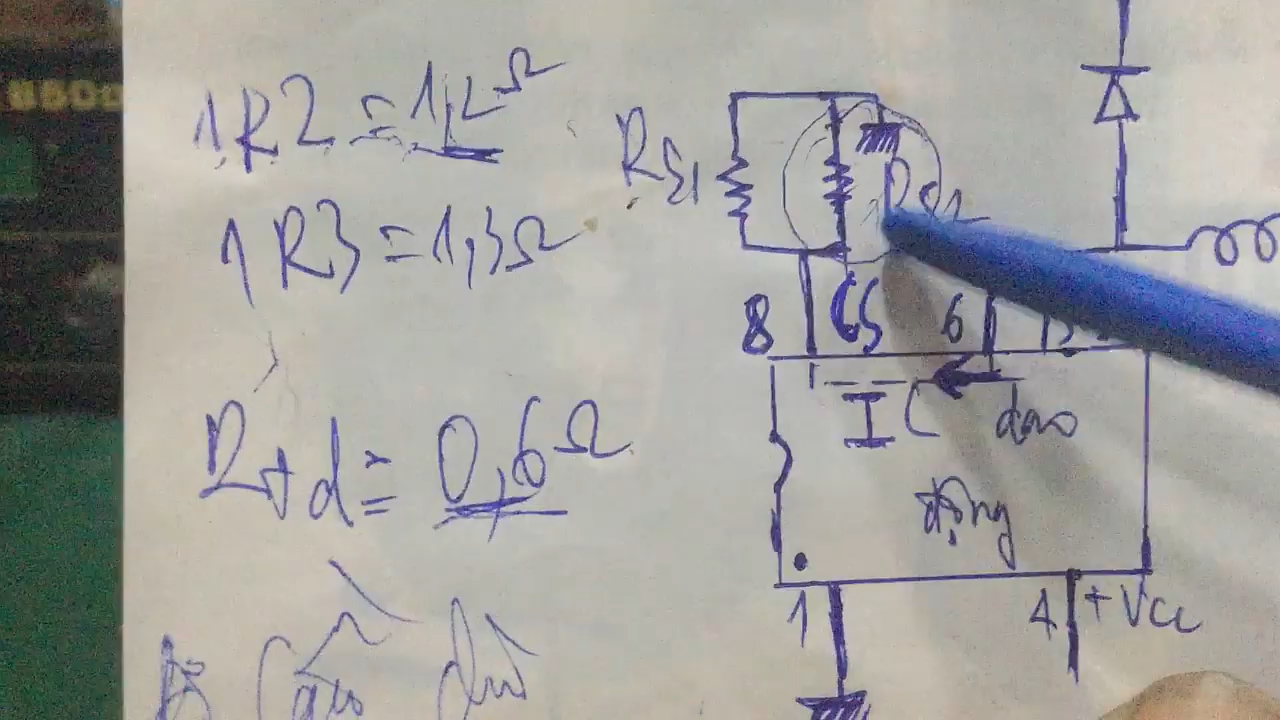 1R2 = 1,2Ω
1R3 = 1,3Ω
Rtđ ≅ 0,6Ω
RS1
8 CS 6
IC dao
động
1 4 +Vcc